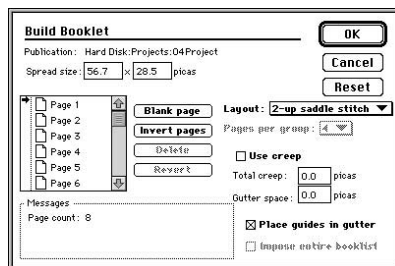 Build Booklet
Publication: Hard Disk:Projects:04Project
Spread size: 56.7 × 28.5 picas
OK
Cancel
Reset
Page 1
Page 2
Page 3
Page 4
Page 5
Page 6
Blank page
Invert pages
Delete
Revert
Layout: 2-up saddle stitch
Pages per group: 4
Use creep
Total creep: 0.0 picas
Gutter space: 0.0 picas
Place guides in gutter
Impose entire booklist
Messages
Page count: 8